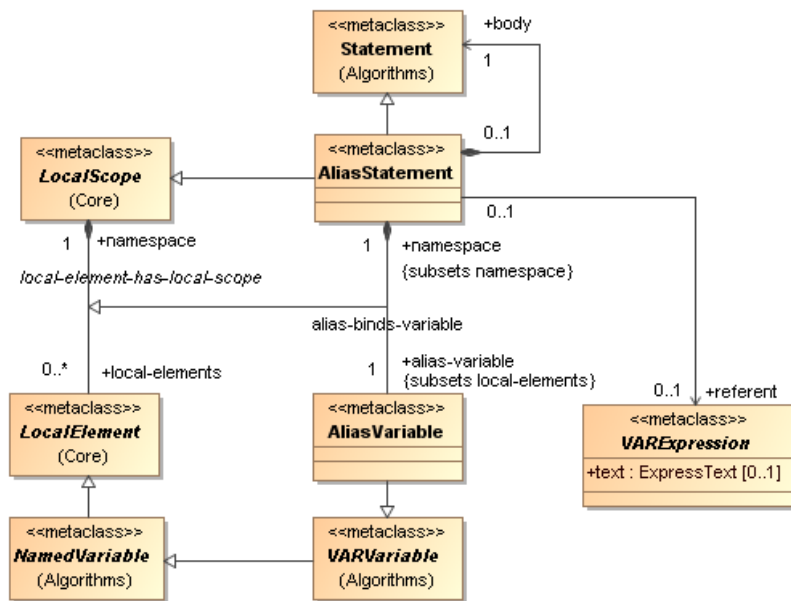 <<metaclass>>
Statement
(Algorithms)
+body
1
0..1
<<metaclass>>
LocalScope
(Core)
<<metaclass>>
AliasStatement
0..1
1
+namespace
1
+namespace
{subsets namespace}
local-element-has-local-scope
alias-binds-variable
0..*
+local-elements
1
+alias-variable
{subsets local-elements}
0..1
+referent
<<metaclass>>
LocalElement
(Core)
<<metaclass>>
AliasVariable
<<metaclass>>
VARExpression
+text : ExpressText [0..1]
<<metaclass>>
NamedVariable
(Algorithms)
<<metaclass>>
VARVariable
(Algorithms)